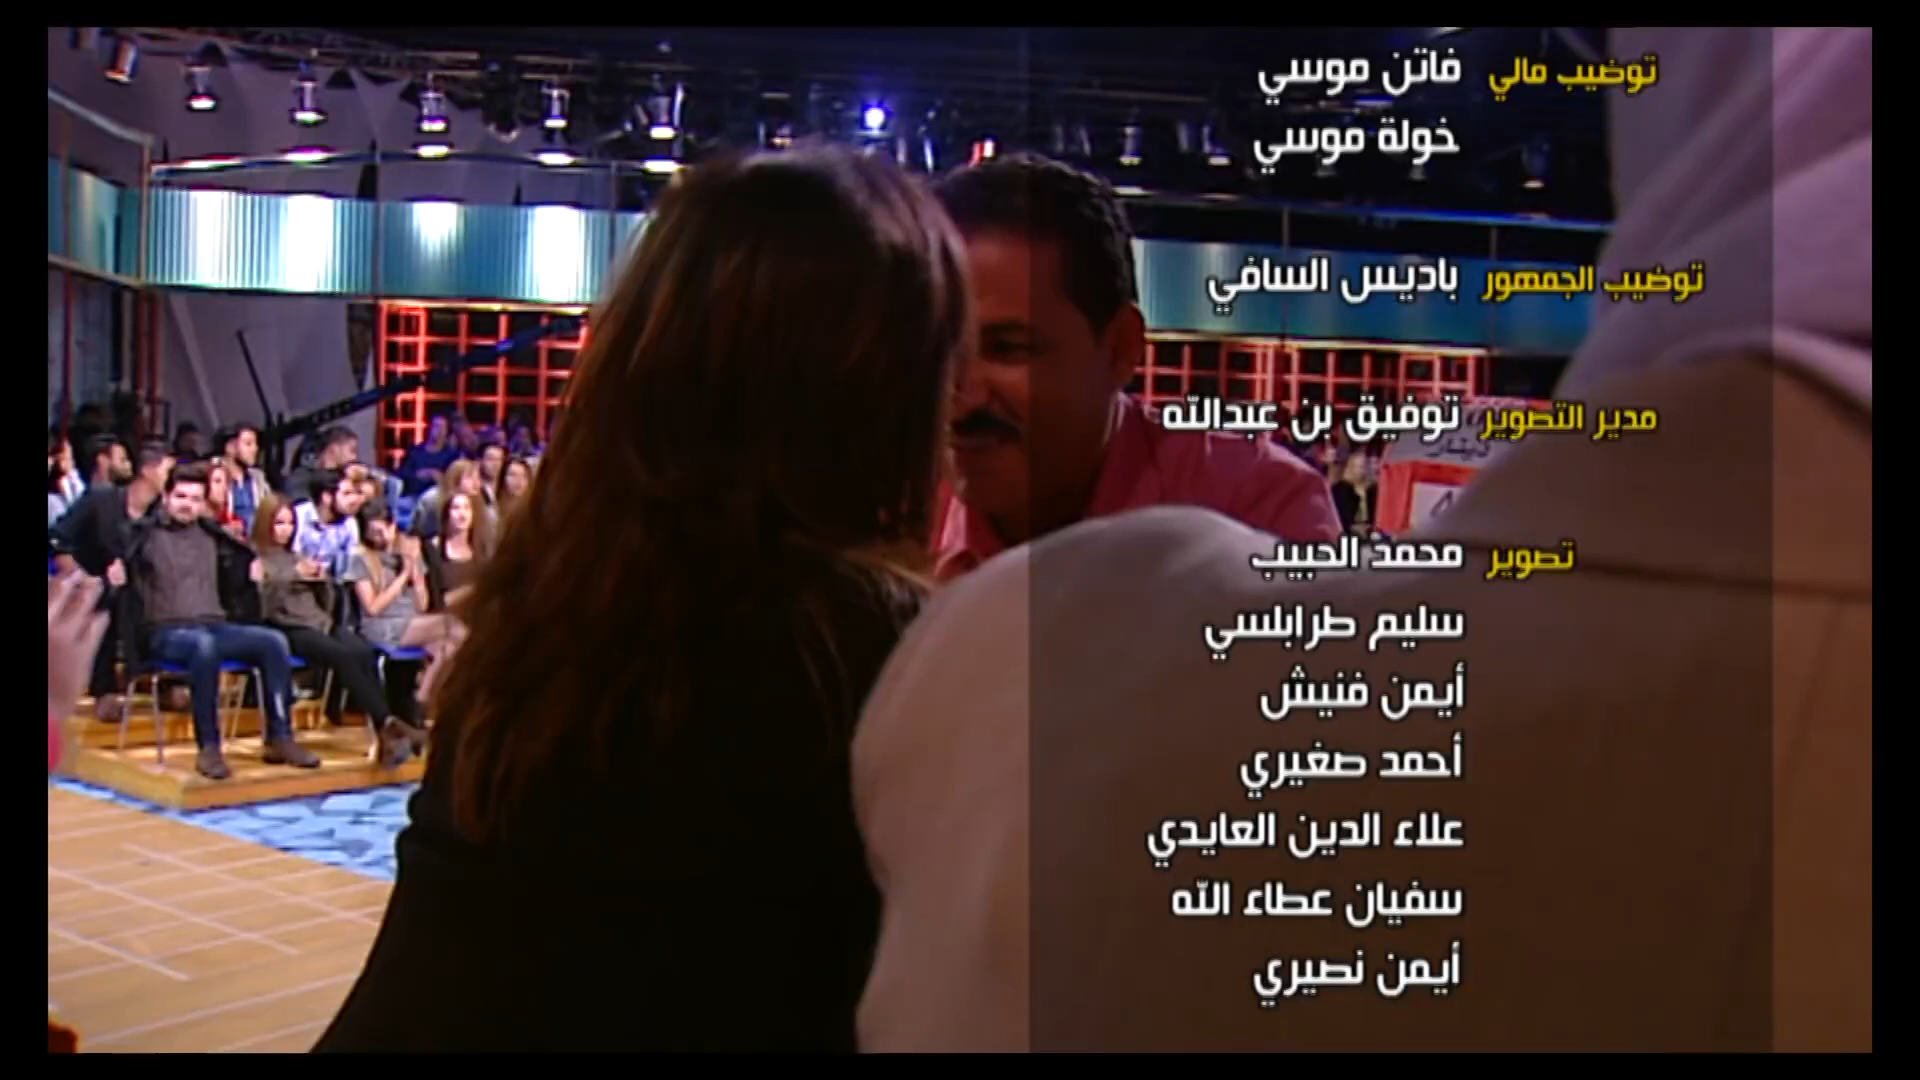 توضيب مالي فاتن موسي
خولة موسي
توضيب الجمهور باديس السافي
مدير التصوير توفيق بن عبدالله
تصوير محمد الحبيب
سليم طرابلسي
أيمن فنيش
أحمد صغيري
علاء الدين العايدي
سفيان عطاء الله
أيمن نصيري